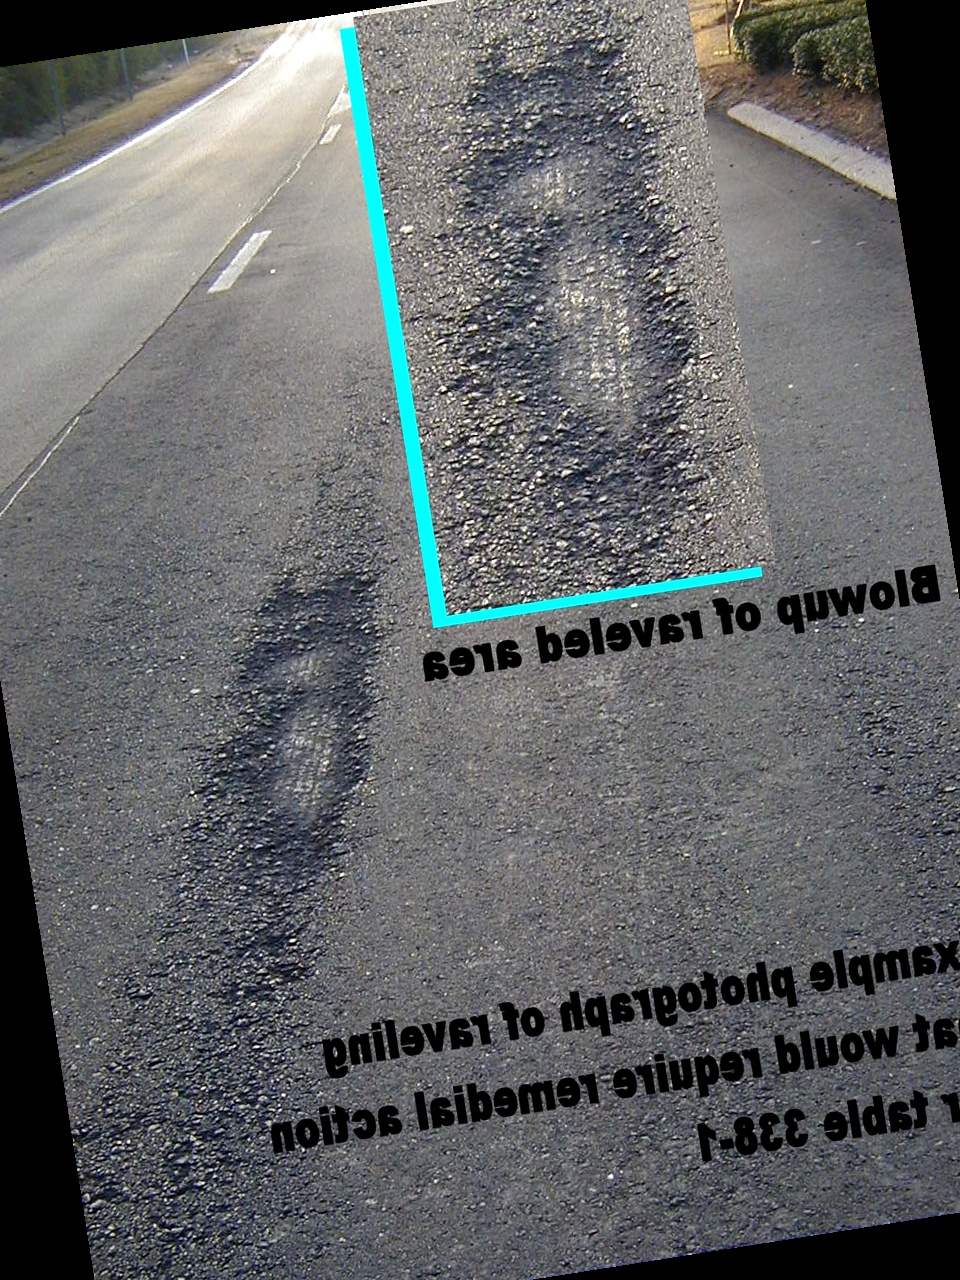 Blowup of raveled area
xample photograph of raveling
at would require remedial action
r table 338-1